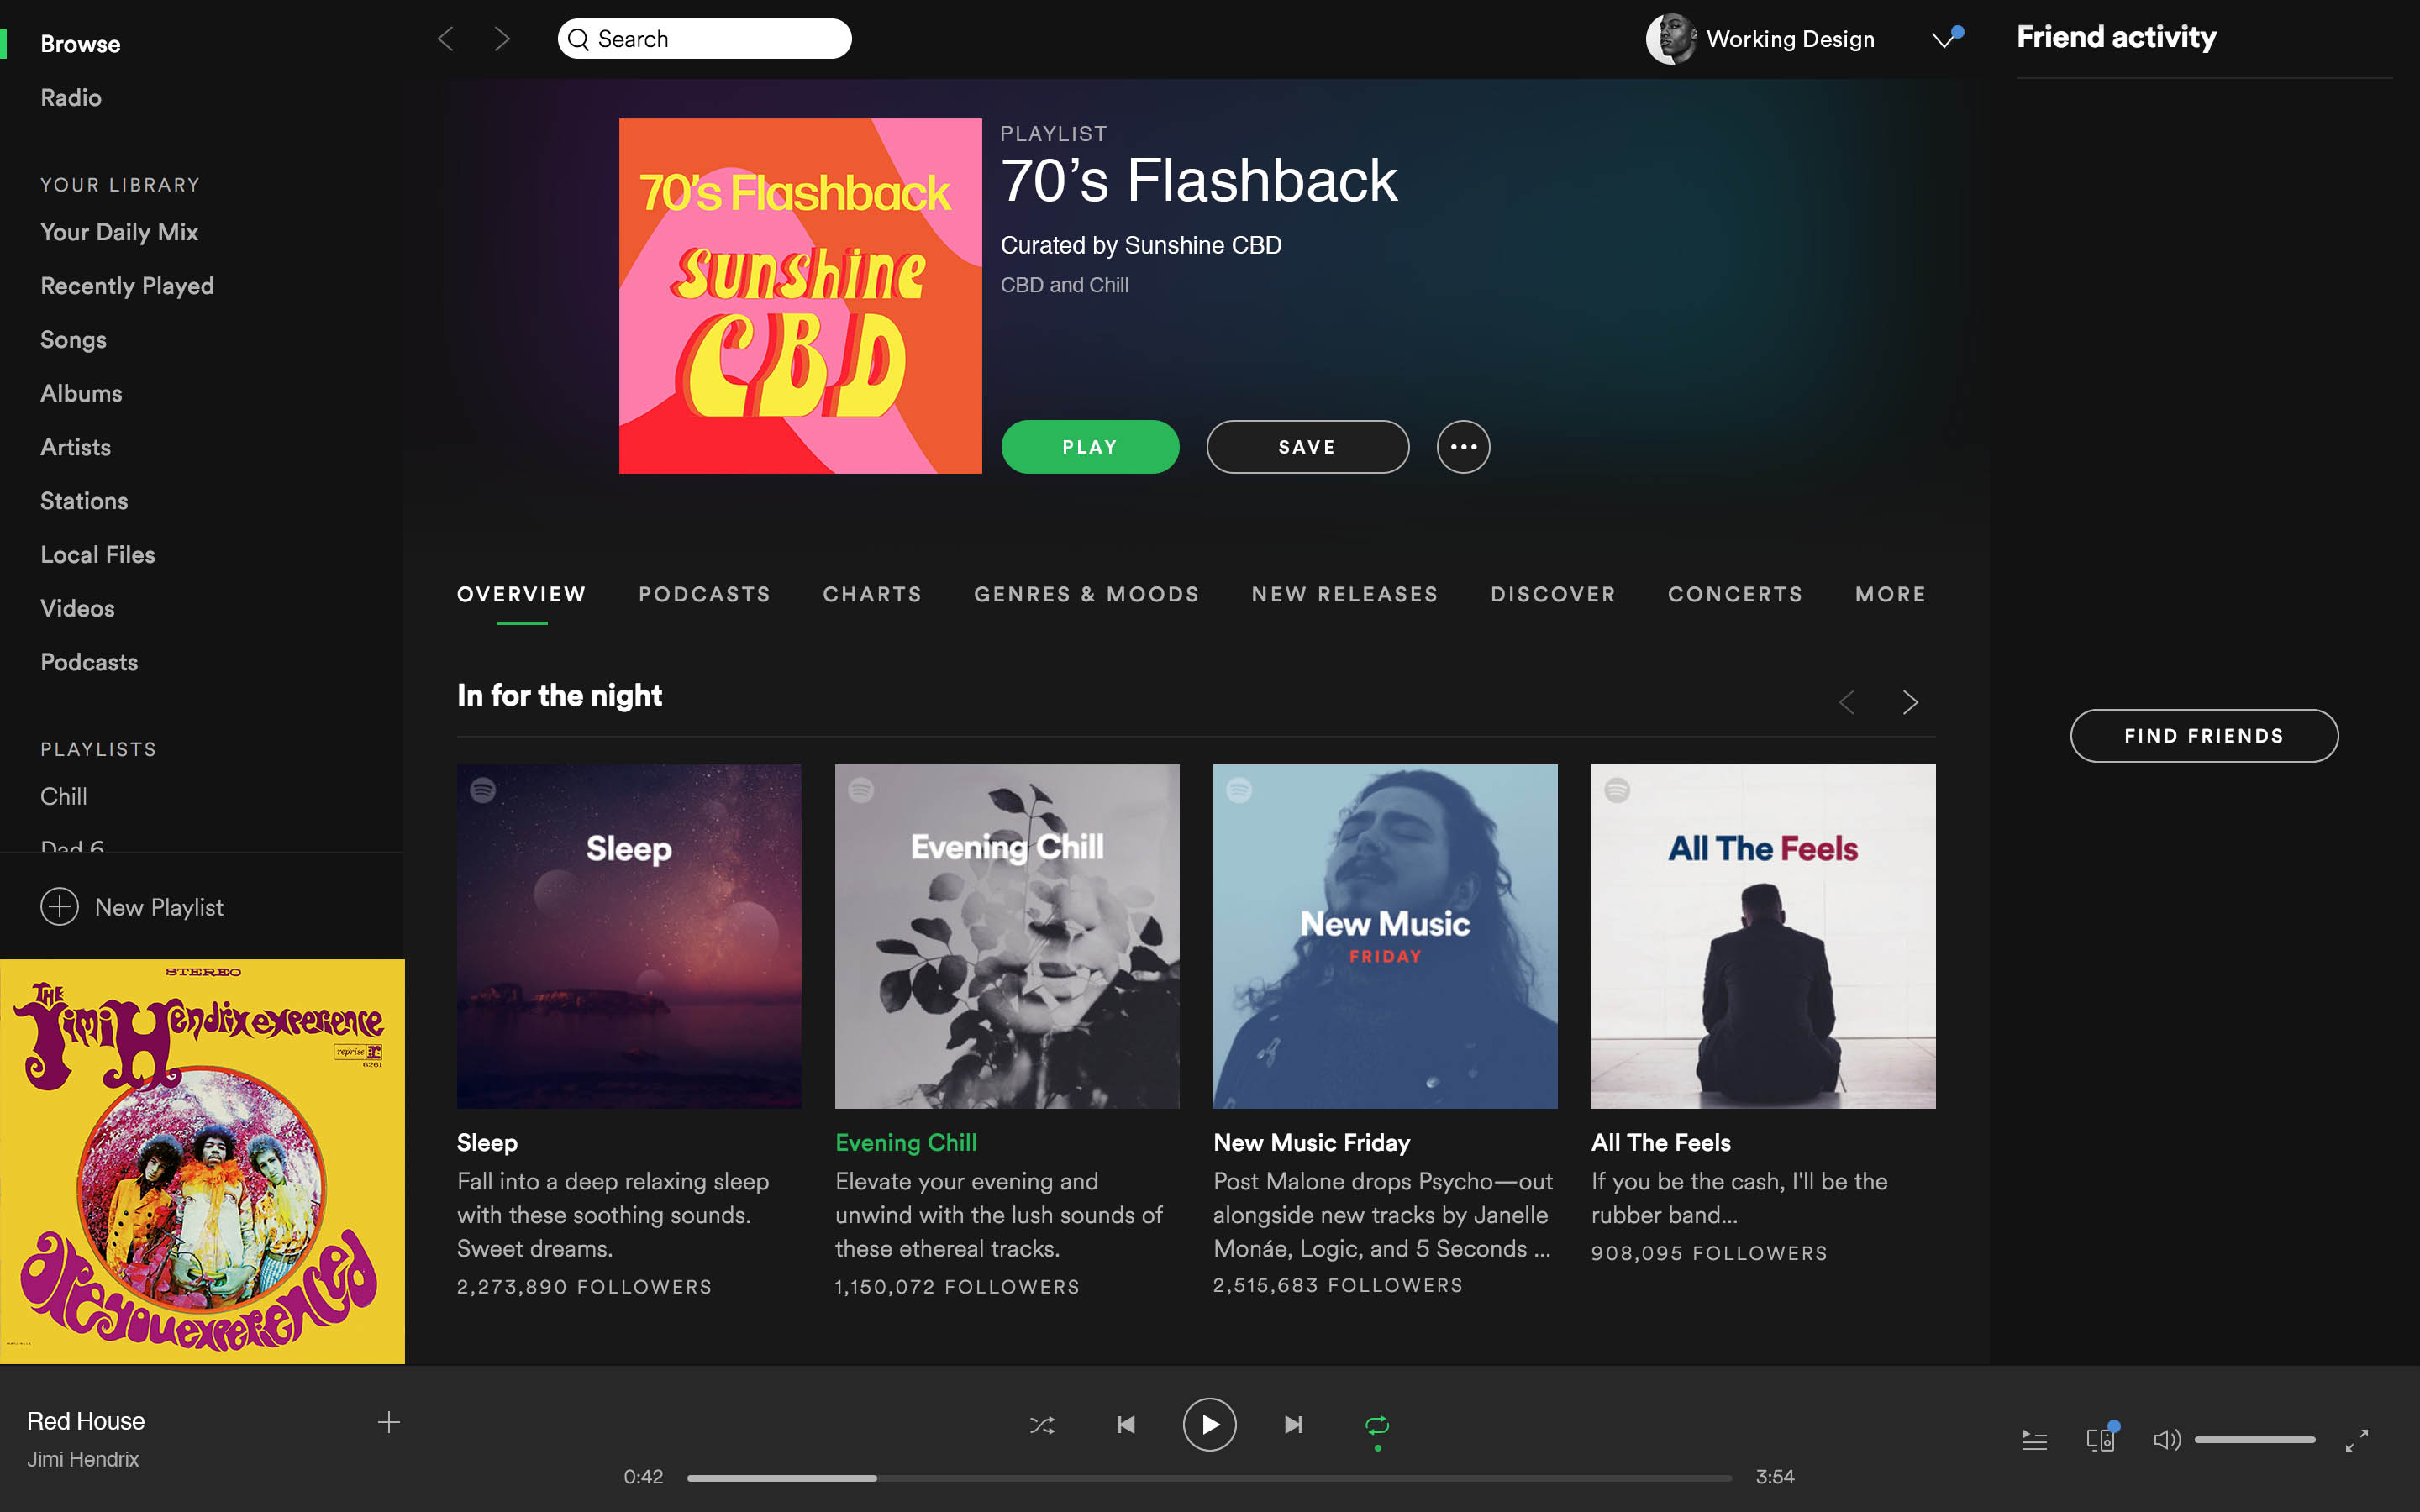 Browse
Radio
YOUR LIBRARY
Your Daily Mix
Recently Played
Songs
Albums
Artists
Stations
Local Files
Videos
Podcasts
PLAYLISTS
Chill
Dad 6
New Playlist
STEREO
THE
Jimi Hendrix experience
reprise
6261
are you experienced
Search
Working Design
70's Flashback
sunshine
CBD
PLAYLIST
70’s Flashback
Curated by Sunshine CBD
CBD and Chill
PLAY
SAVE
OVERVIEW PODCASTS CHARTS GENRES & MOODS NEW RELEASES DISCOVER CONCERTS MORE
In for the night
Sleep
Sleep
Fall into a deep relaxing sleep
with these soothing sounds.
Sweet dreams.
2,273,890 FOLLOWERS
Evening Chill
Evening Chill
Elevate your evening and
unwind with the lush sounds of
these ethereal tracks.
1,150,072 FOLLOWERS
New Music
FRIDAY
New Music Friday
Post Malone drops Psycho—out
alongside new tracks by Janelle
Monáe, Logic, and 5 Seconds ...
2,515,683 FOLLOWERS
All The Feels
All The Feels
If you be the cash, I'll be the
rubber band...
908,095 FOLLOWERS
Friend activity
FIND FRIENDS
Red House
Jimi Hendrix
0:42
3:54